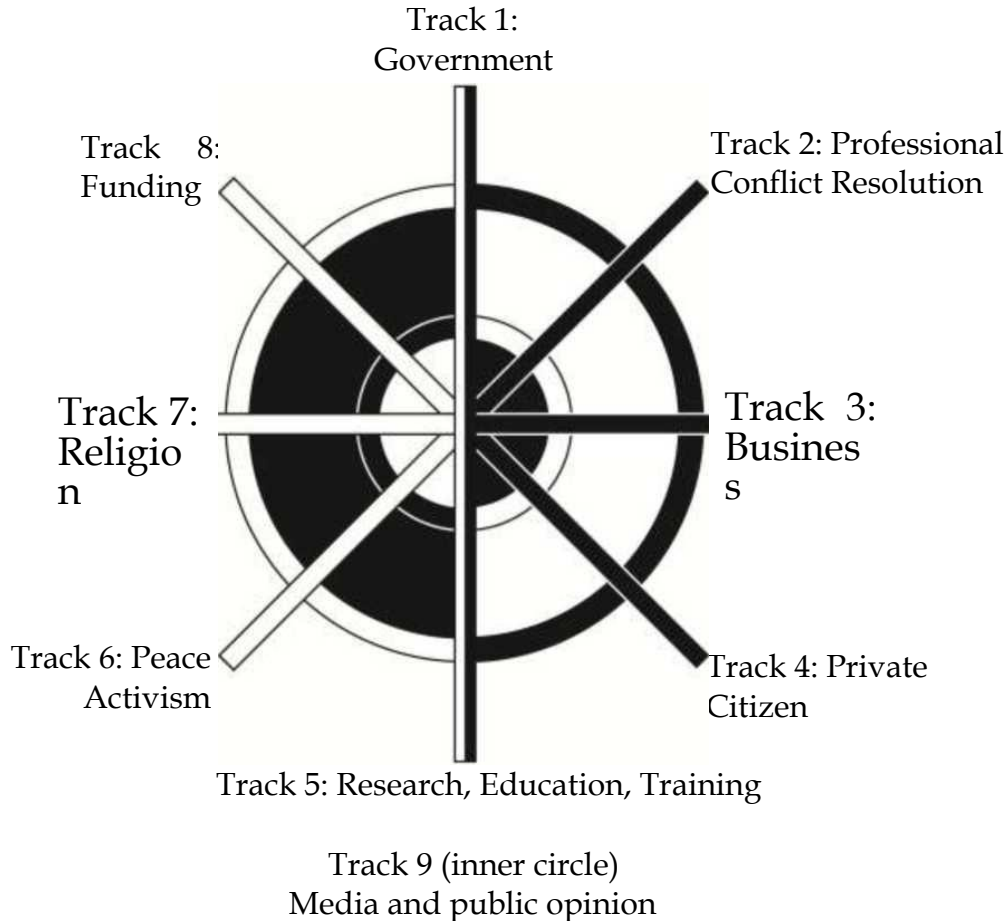 Track 1:
Government
Track 8:
Funding
Track 2: Professional
Conflict Resolution
Track 7:
Religio
n
Track 3:
Busines
s
Track 6: Peace
Activism
Track 4: Private
Citizen
Track 5: Research, Education, Training
Track 9 (inner circle)
Media and public opinion